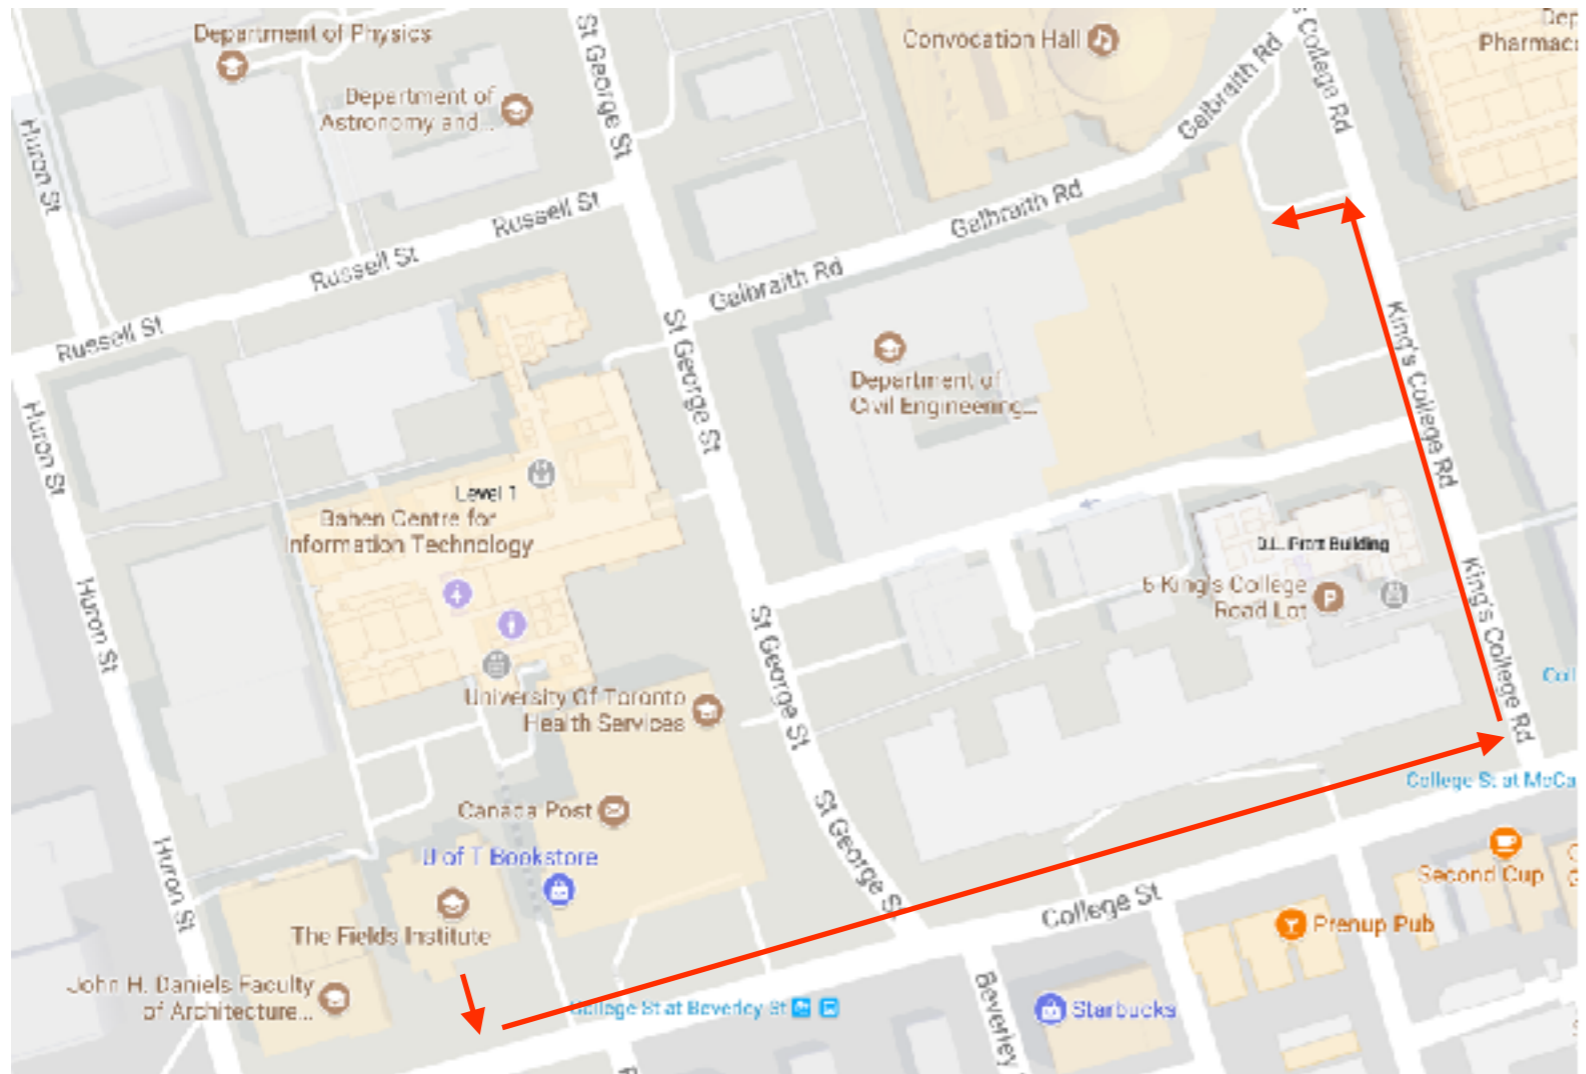 Department of Physics
St George St
Convocation Hall
Galbraith Rd
College Rd
Pharmac
Department of
Astronomy and...
Huron St
Russell St
Galbraith Rd
Russell St
Galbraith Rd
Russell St
St George St
King's College Rd
Department of
Civil Engineering...
Huron St
Level 1
Bahen Centre for
Information Technology
D.L. Pratt Building
5 King's College
Road Lot
P
King's College Rd
Huron St
St George St
University Of Toronto
Health Services
Coll
College St at McCa
Canada Post
St George St
U of T Bookstore
Huron St
Second Cup
College St
Prenup Pub
The Fields Institute
John H. Daniels Faculty
of Architecture...
College St at Beverley St
Beverley
Starbucks